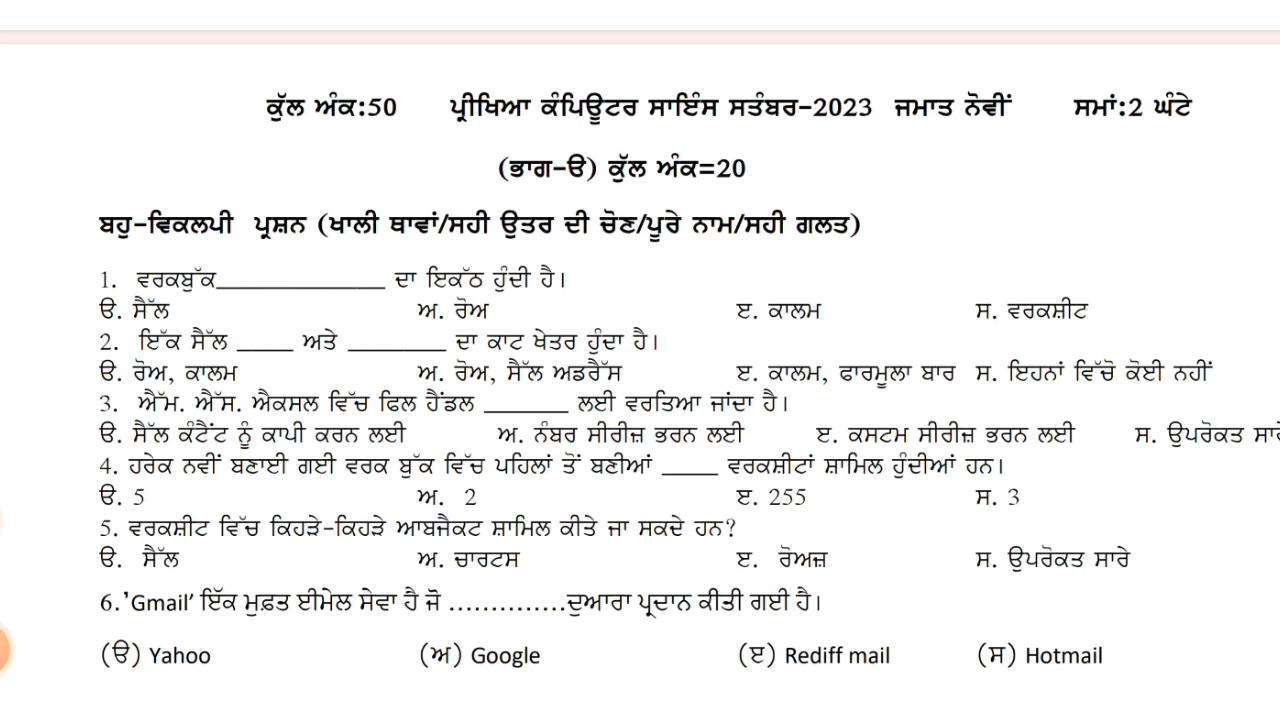 ਕੁੱਲ ਅੰਕ:50 ਪ੍ਰੀਖਿਆ ਕੰਪਿਊਟਰ ਸਾਇੰਸ ਸਤੰਬਰ-2023 ਜਮਾਤ ਨੋਵੀਂ ਸਮਾਂ:2 ਘੰਟੇ
(ਭਾਗ-ੳ) ਕੁੱਲ ਅੰਕ=20
ਬਹੁ-ਵਿਕਲਪੀ ਪ੍ਰਸ਼ਨ (ਖਾਲੀ ਥਾਵਾਂ/ਸਹੀ ਉਤਰ ਦੀ ਚੋਣ/ਪੂਰੇ ਨਾਮ/ਸਹੀ ਗਲਤ)
1. ਵਰਕਬੁੱਕ_______________ ਦਾ ਇਕੱਠ ਹੁੰਦੀ ਹੈ।
ੳ. ਸੈੱਲ ਅ. ਰੋਅ ੲ. ਕਾਲਮ ਸ. ਵਰਕਸ਼ੀਟ
2. ਇੱਕ ਸੈੱਲ _____ ਅਤੇ _________ ਦਾ ਕਾਟ ਖੇਤਰ ਹੁੰਦਾ ਹੈ।
ੳ. ਰੋਅ, ਕਾਲਮ ਅ. ਰੋਅ, ਸੈੱਲ ਅਡਰੈੱਸ ੲ. ਕਾਲਮ, ਫਾਰਮੂਲਾ ਬਾਰ ਸ. ਇਹਨਾਂ ਵਿੱਚੋ ਕੋਈ ਨਹੀਂ
3. ਐੱਮ. ਐੱਸ. ਐਕਸਲ ਵਿੱਚ ਫਿਲ ਹੈਂਡਲ ________ ਲਈ ਵਰਤਿਆ ਜਾਂਦਾ ਹੈ।
ੳ. ਸੈੱਲ ਕੰਟੈਂਟ ਨੂੰ ਕਾਪੀ ਕਰਨ ਲਈ ਅ. ਨੰਬਰ ਸੀਰੀਜ਼ ਭਰਨ ਲਈ ੲ. ਕਸਟਮ ਸੀਰੀਜ਼ ਭਰਨ ਲਈ ਸ. ਉਪਰੋਕਤ
4. ਹਰੇਕ ਨਵੀਂ ਬਣਾਈ ਗਈ ਵਰਕ ਬੁੱਕ ਵਿੱਚ ਪਹਿਲਾਂ ਤੋਂ ਬਣੀਆਂ _____ ਵਰਕਸ਼ੀਟਾਂ ਸ਼ਾਮਿਲ ਹੁੰਦੀਆਂ ਹਨ।
ੳ. 5 ਅ. 2 ੲ. 255 ਸ. 3
5. ਵਰਕਸ਼ੀਟ ਵਿੱਚ ਕਿਹੜੇ-ਕਿਹੜੇ ਆਬਜੈਕਟ ਸ਼ਾਮਿਲ ਕੀਤੇ ਜਾ ਸਕਦੇ ਹਨ?
ੳ. ਸੈੱਲ ਅ. ਚਾਰਟਸ ੲ. ਰੋਅਜ਼ ਸ. ਉਪਰੋਕਤ ਸਾਰੇ
6.'Gmail' ਇੱਕ ਮੁਫ਼ਤ ਈਮੇਲ ਸੇਵਾ ਹੈ ਜੋ ..............ਦੁਆਰਾ ਪ੍ਰਦਾਨ ਕੀਤੀ ਗਈ ਹੈ।
(ੳ) Yahoo (ਅ) Google (ੲ) Rediff mail (ਸ) Hotmail